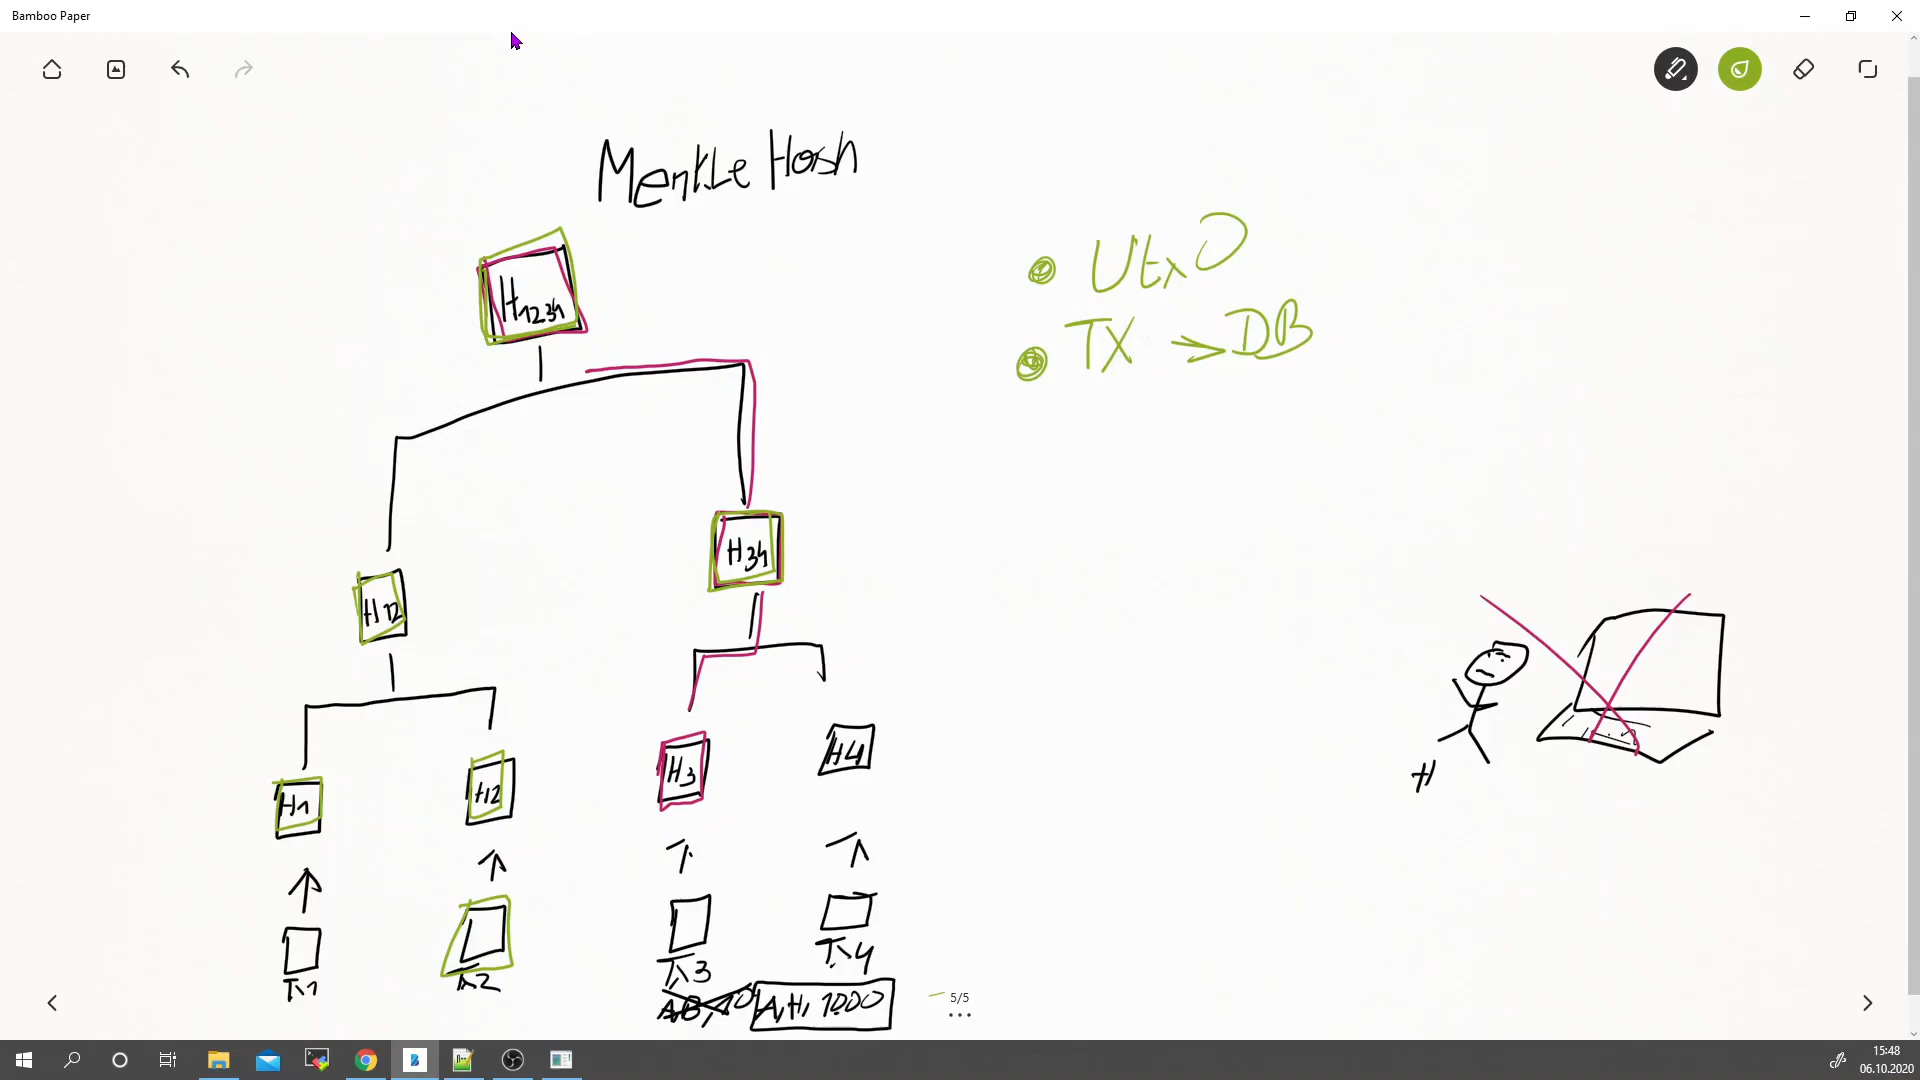 Bamboo Paper
Merkle Hash
H1234
UtxO
TX → DB
H34
H12
H1
H2
H3
H4
H
Tx1
Tx2
Tx3
Tx4
A,B,10
A,H,1000
5/5
15:48
06.10.2020